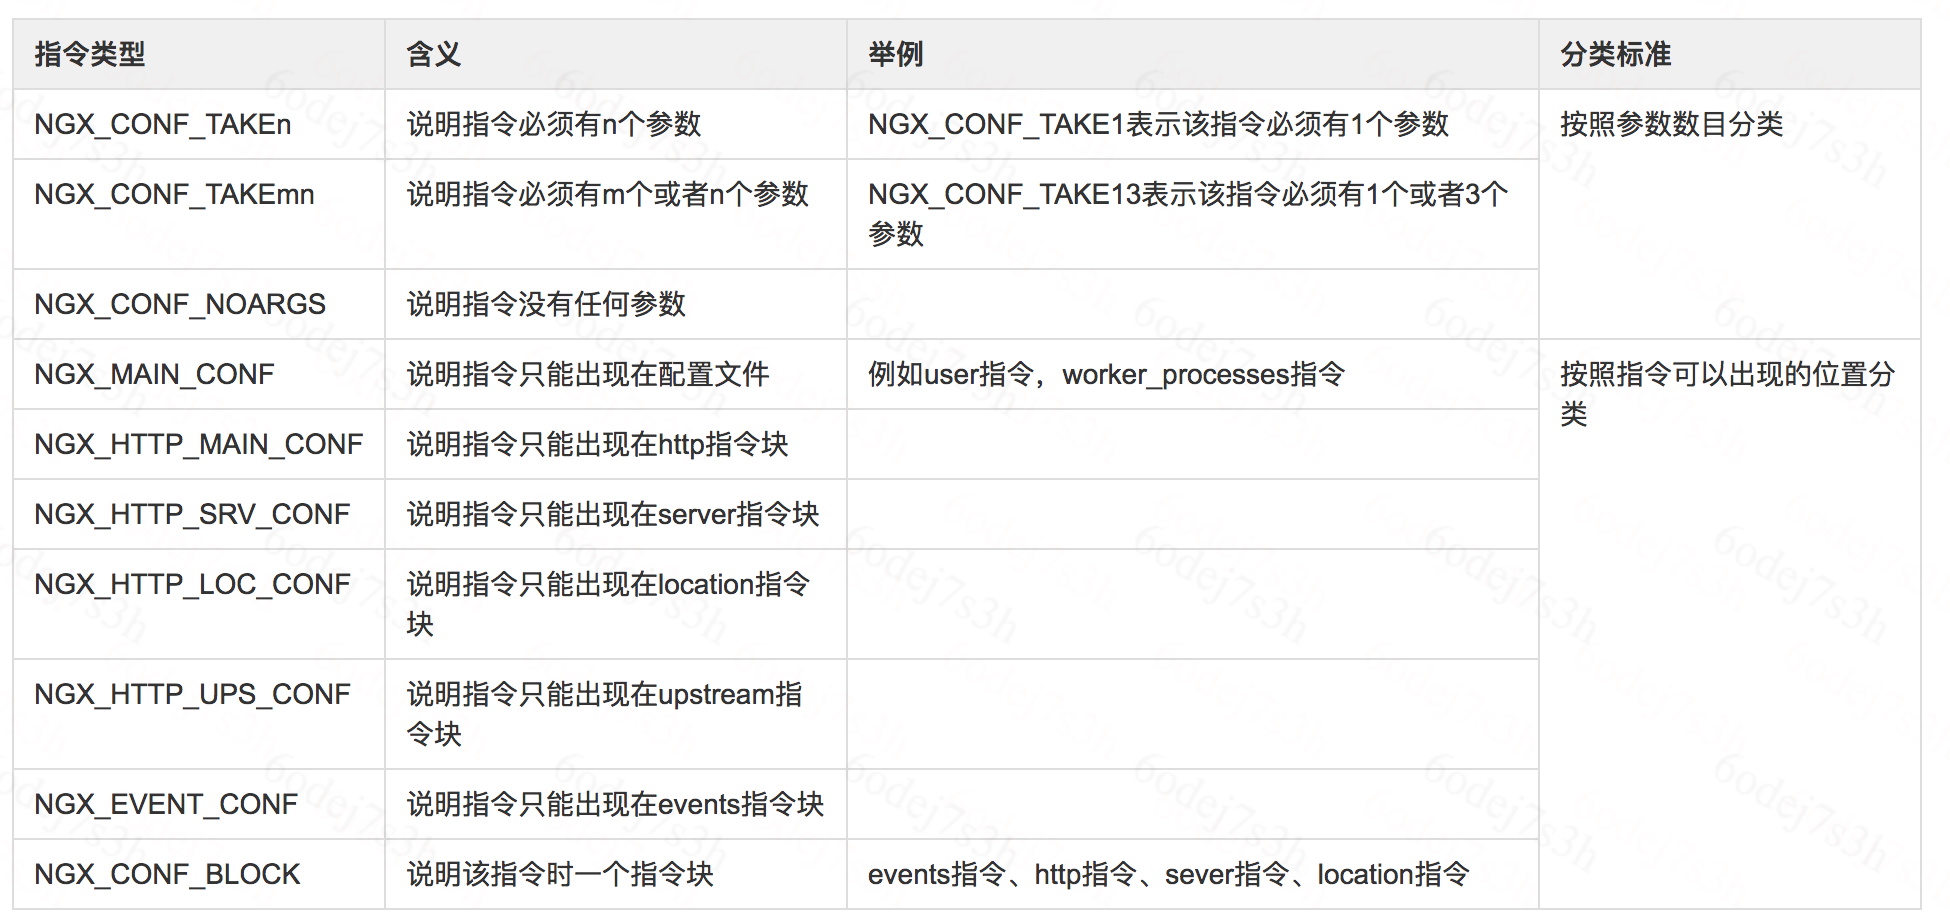 指令类型 含义 举例 分类标准
NGX_CONF_TAKEn 说明指令必须有n个参数 NGX_CONF_TAKE1表示该指令必须有1个参数 按照参数数目分类
NGX_CONF_TAKEmn 说明指令必须有m个或者n个参数 NGX_CONF_TAKE13表示该指令必须有1个或者3个
参数
NGX_CONF_NOARGS 说明指令没有任何参数
NGX_MAIN_CONF 说明指令只能出现在配置文件 例如user指令，worker_processes指令 按照指令可以出现的位置分
类
NGX_HTTP_MAIN_CONF 说明指令只能出现在http指令块
NGX_HTTP_SRV_CONF 说明指令只能出现在server指令块
NGX_HTTP_LOC_CONF 说明指令只能出现在location指令
块
NGX_HTTP_UPS_CONF 说明指令只能出现在upstream指
令块
NGX_EVENT_CONF 说明指令只能出现在events指令块
NGX_CONF_BLOCK 说明该指令时一个指令块 events指令、http指令、sever指令、location指令
6odej7s3h